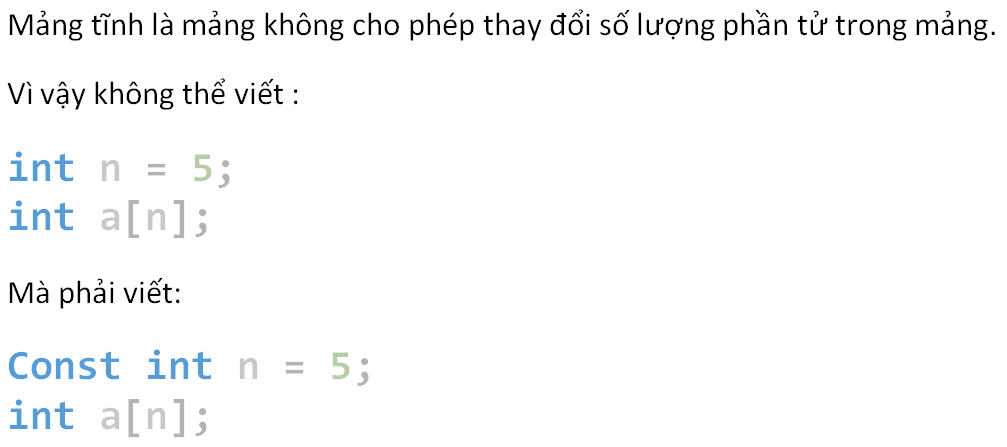 Mảng tĩnh là mảng không cho phép thay đổi số lượng phần tử trong mảng.
Vì vậy không thể viết :
int n = 5;
int a[n];
Mà phải viết:
Const int n = 5;
int a[n];